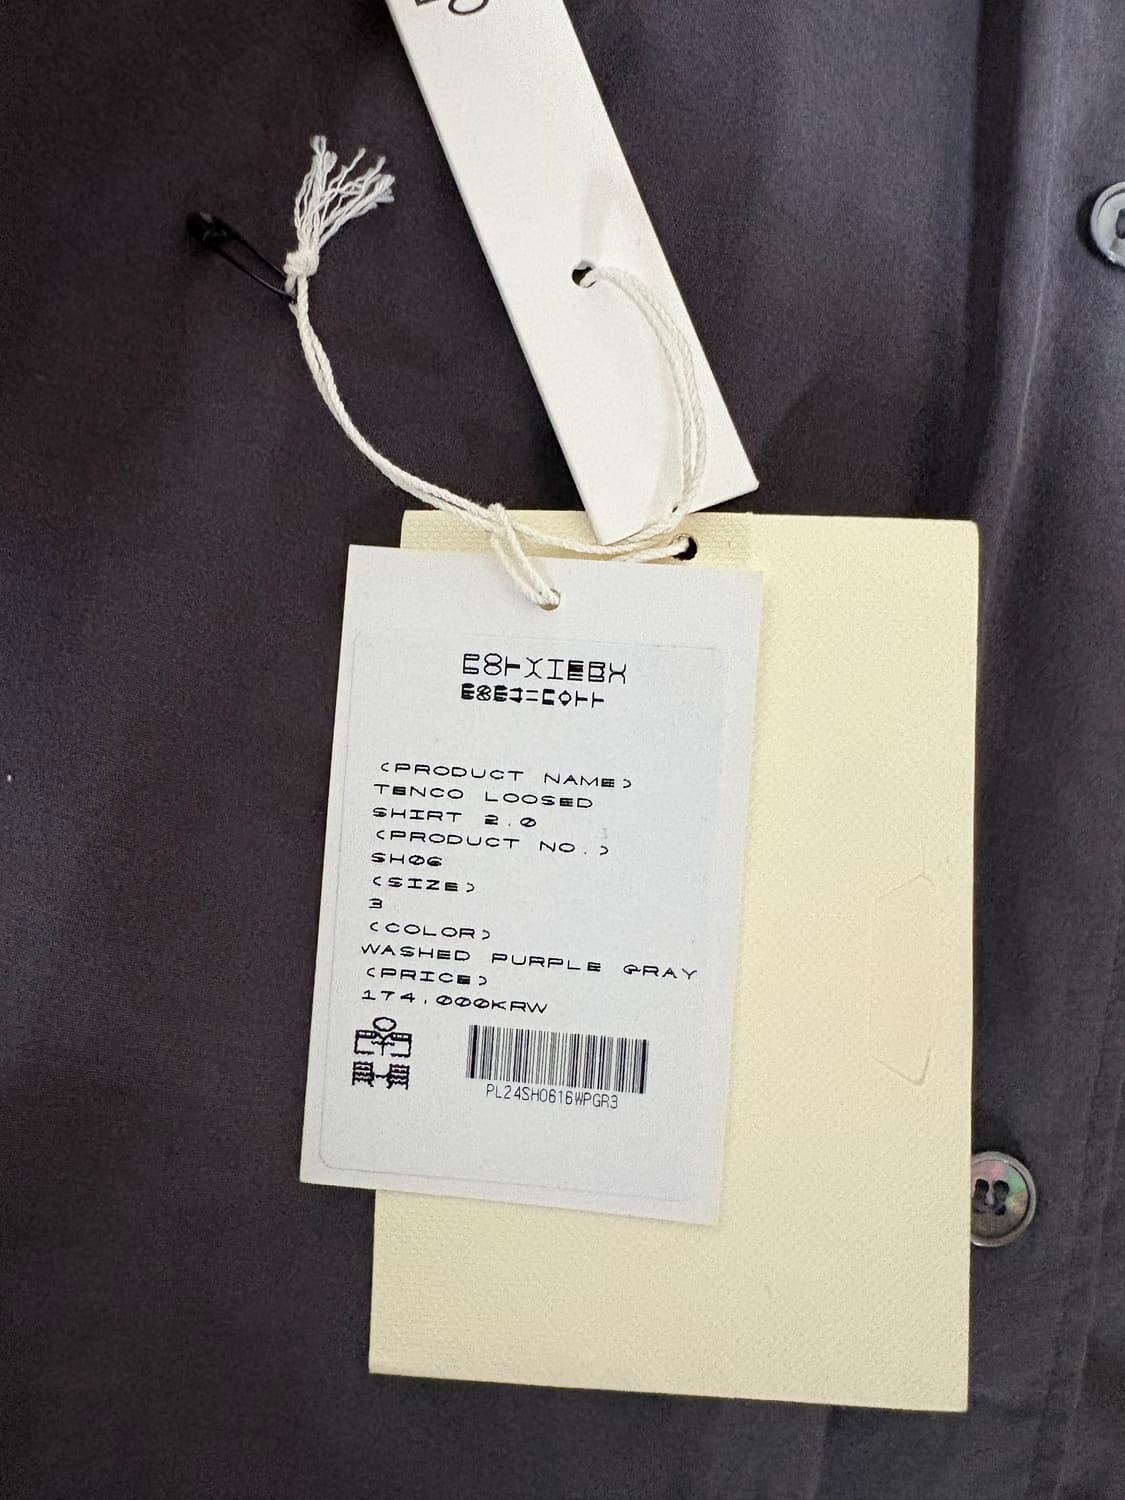 <PRODUCT NAME>
TENCO LOOSED
SHIRT 2.0
<PRODUCT NO.>
SH06
<SIZE>
3
<COLOR>
WASHED PURPLE GRAY
<PRICE>
174,000KRW
PL24SH0616WPGR3